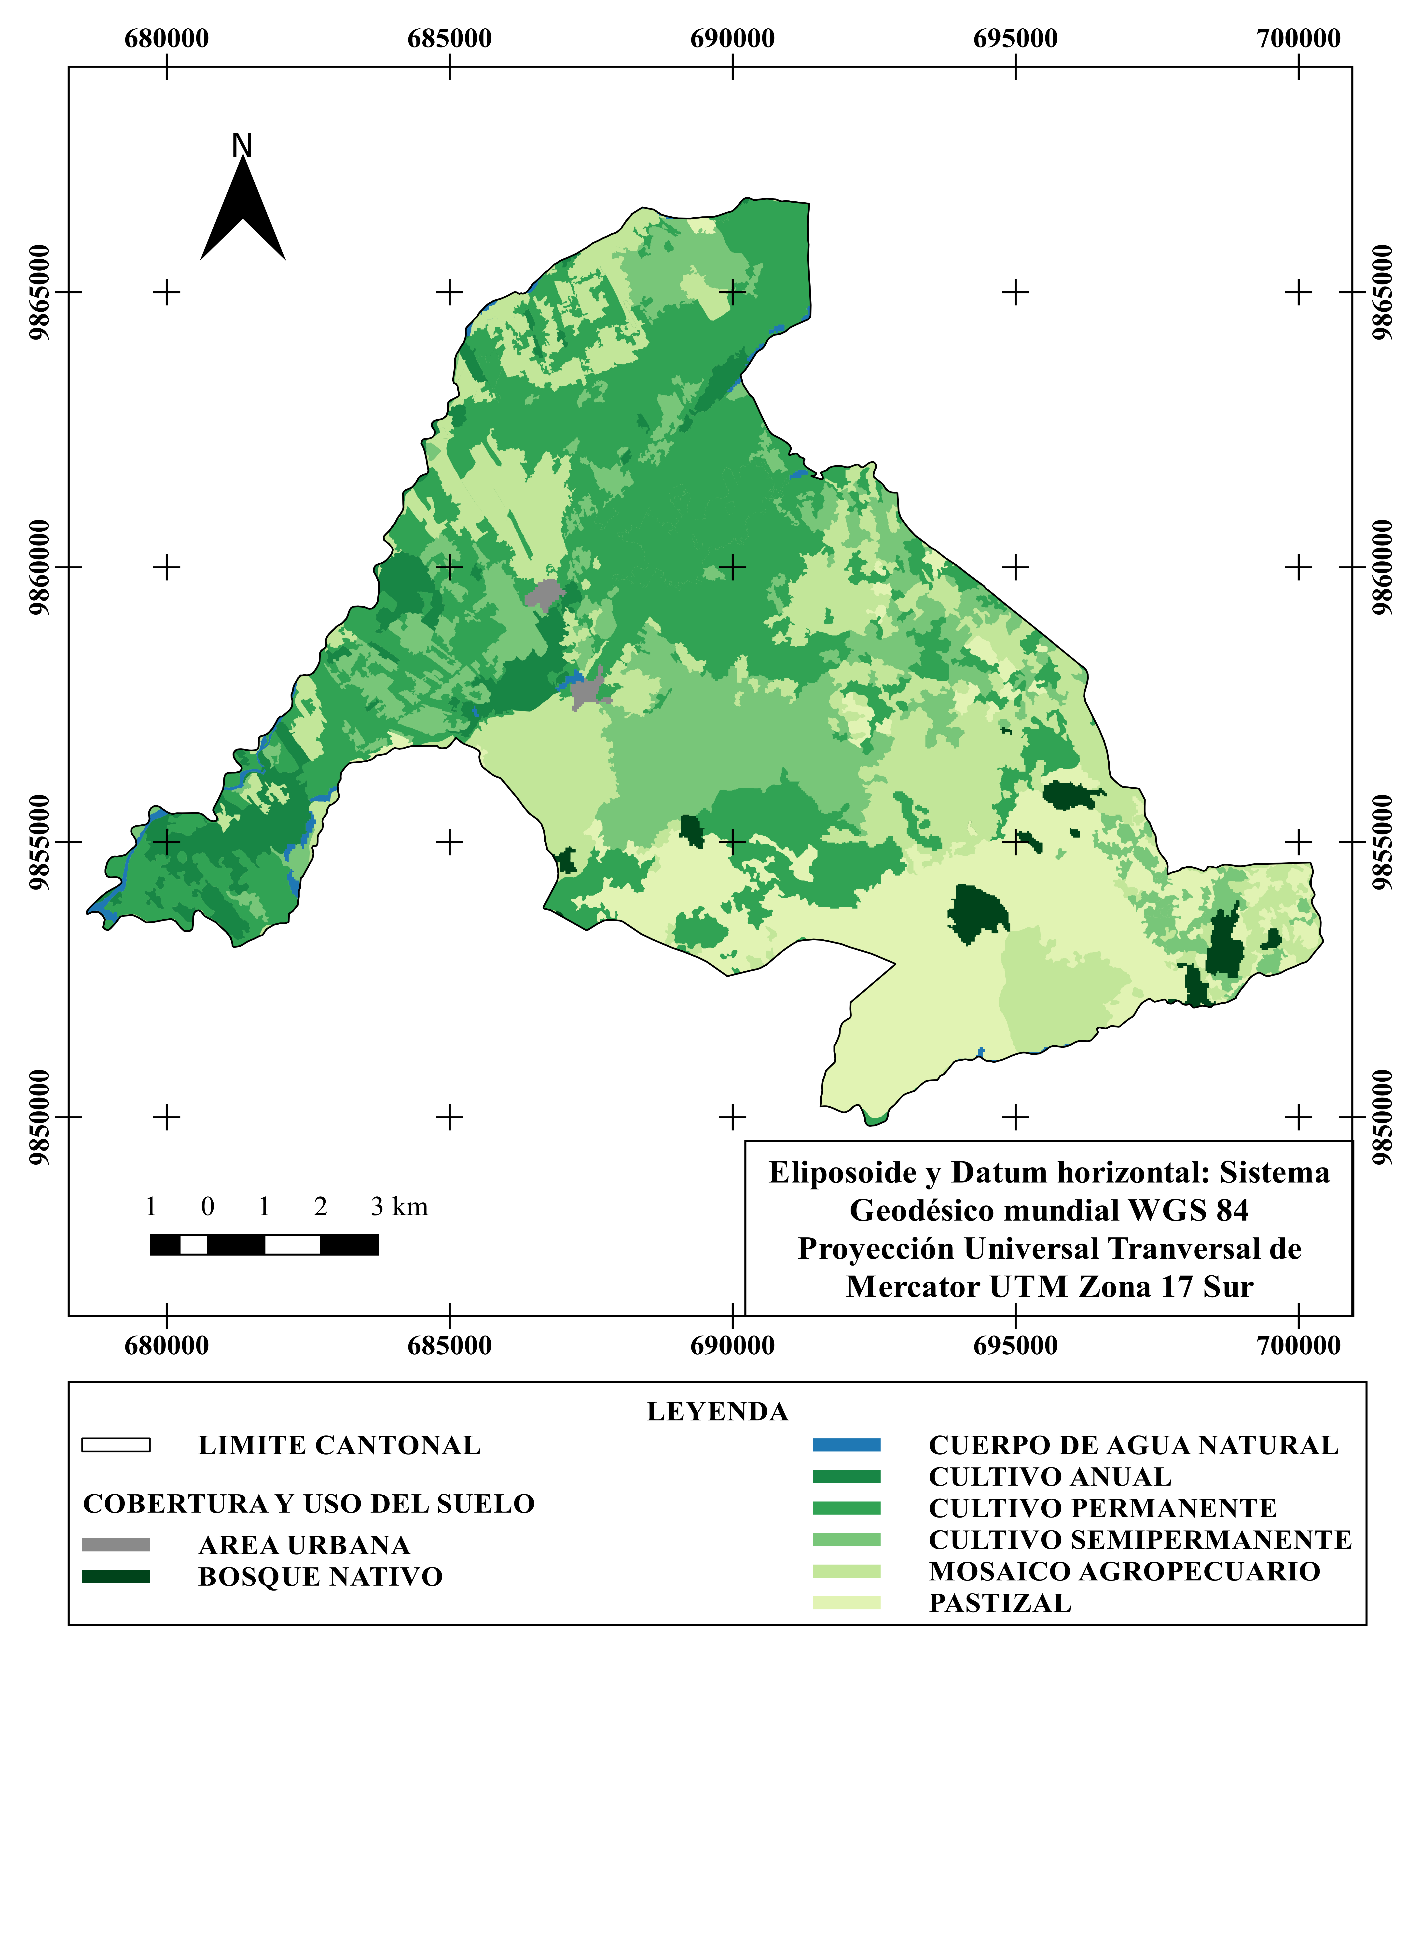 680000 685000 690000 695000 700000
N
9865000 9865000
9860000 9860000
9855000 9855000
9850000 9850000
Eliposoide y Datum horizontal: Sistema
Geodésico mundial WGS 84
Proyección Universal Tranversal de
Mercator UTM Zona 17 Sur
1 0 1 2 3 km
680000 685000 690000 695000 700000
LEYENDA
LIMITE CANTONAL
COBERTURA Y USO DEL SUELO
AREA URBANA
BOSQUE NATIVO
CUERPO DE AGUA NATURAL
CULTIVO ANUAL
CULTIVO PERMANENTE
CULTIVO SEMIPERMANENTE
MOSAICO AGROPECUARIO
PASTIZAL